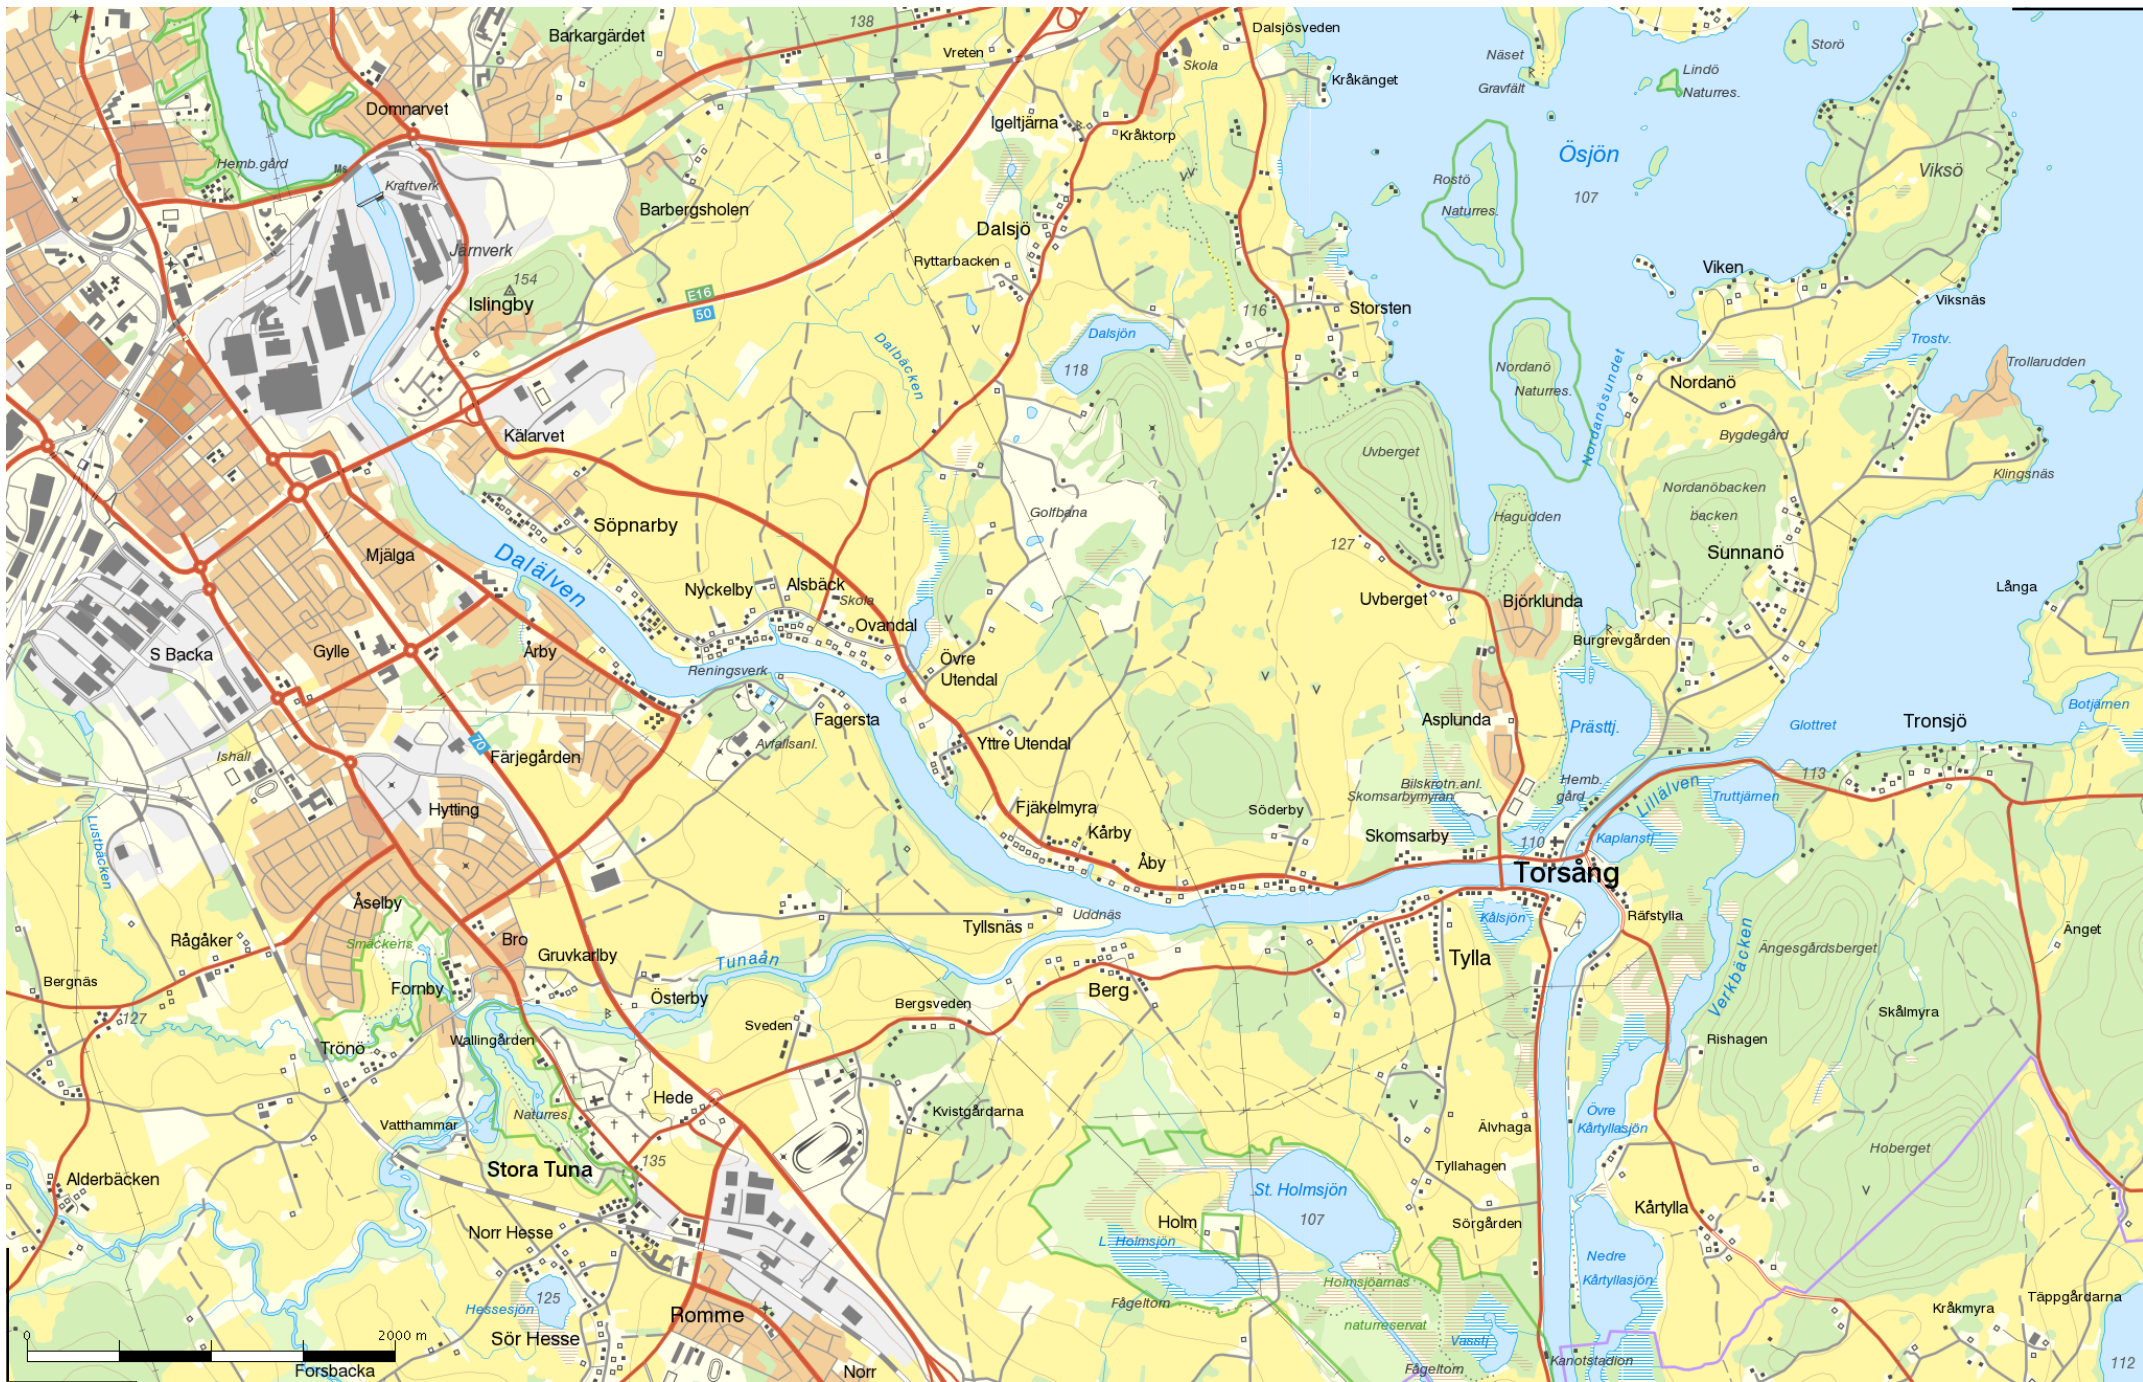 138
Barkargärdet
Vreten
Dalsjösveden
Storö
Näset
Skola
Lindö
Kråkänget
Gravfält
Naturres.
Domnarvet
Igeltjärna
Kråktorp
Ösjön
Hemb.gård
Ms
Kraftverk
Rostö
Viksö
Naturres.
107
Barbergsholen
Dalsjö
Järnverk
Ryttarbacken
Viken
154
Islingby
E16
50
116
Storsten
Viksnäs
Dalbäcken
Dalsjön
Trostv.
118
Nordanö
Naturres.
Nordanösundet
Nordanö
Trollarudden
Kälarvet
Bygdegård
Uvberget
Klingsnäs
Nordanöbacken
Söpnarby
Golfbana
Hagudden
backen
Mjälga
Dalälven
127
Sunnanö
Nyckelby
Alsbäck
Skola
Långa
Uvberget
Björklunda
Ovandal
Burgrevgården
S Backa
Gylle
Årby
Reningsverk
Övre
Utendal
Fagersta
Asplunda
Prästtj.
Glottret
Tronsjö
Botjärnen
70
Avfallsanl.
Yttre Utendal
Ishall
Färjegården
Hemb.
gård
Bilskrotn.anl.
Skomsarbymyran
113
Lillälven
Truttjärnen
Hytting
Fjäkelmyra
Söderby
Kårby
Skomsarby
110
Kaplanstj.
Lustbäcken
Åby
Torsång
Åselby
Uddnäs
Kålsjön
Räfstylla
Rågåker
Smäckens
Bro
Tyllsnäs
Änget
Gruvkarlby
Tunaån
Tylla
Ängesgårdsberget
Bergnäs
Fornby
Österby
Berg
Verkbäcken
127
Bergsveden
Skålmyra
Sveden
Trönö
Wallingården
Rishagen
Hede
Naturres.
Kvistgårdarna
Övre
Kårtyllasjön
Vatthammar
Älvhaga
Hoberget
Stora Tuna
135
Tyllahagen
Alderbäcken
St. Holmsjön
Kårtylla
Holm
107
Sörgården
Norr Hesse
L. Holmsjön
Nedre
Kårtyllasjön
Hessesjön
125
Holmsjöarnas
Fågeltorn
Täppgårdarna
Romme
naturreservat
Kråkmyra
0
2000 m
Sör Hesse
Vasstj
Forsbacka
Norr
Fågeltorn
Kanotstadion
112